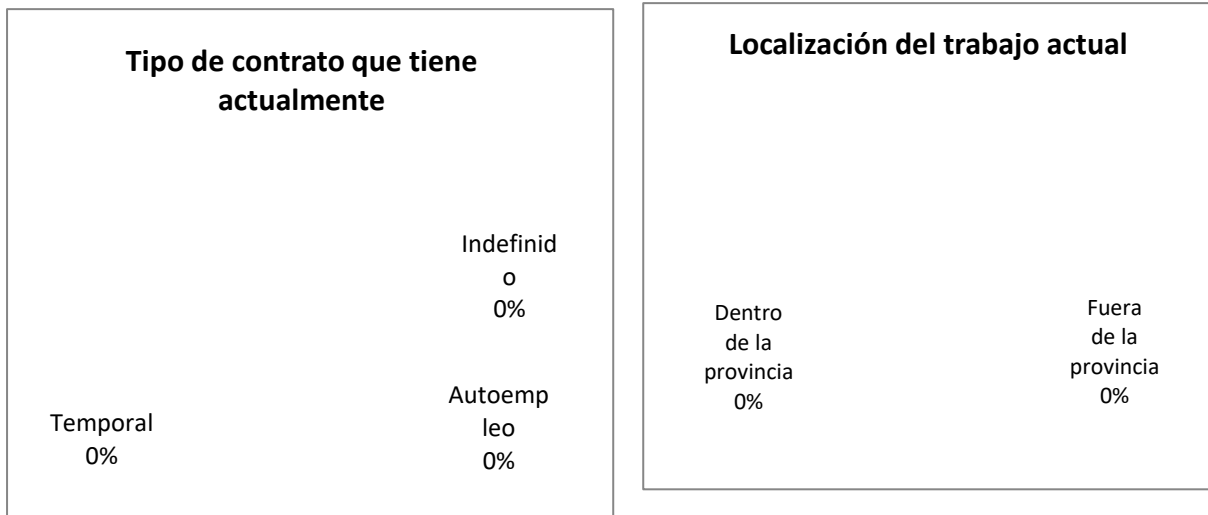 Tipo de contrato que tiene
actualmente
Indefinid
o
0%
Autoemp
leo
0%
Temporal
0%
Localización del trabajo actual
Dentro
de la
provincia
0%
Fuera
de la
provincia
0%